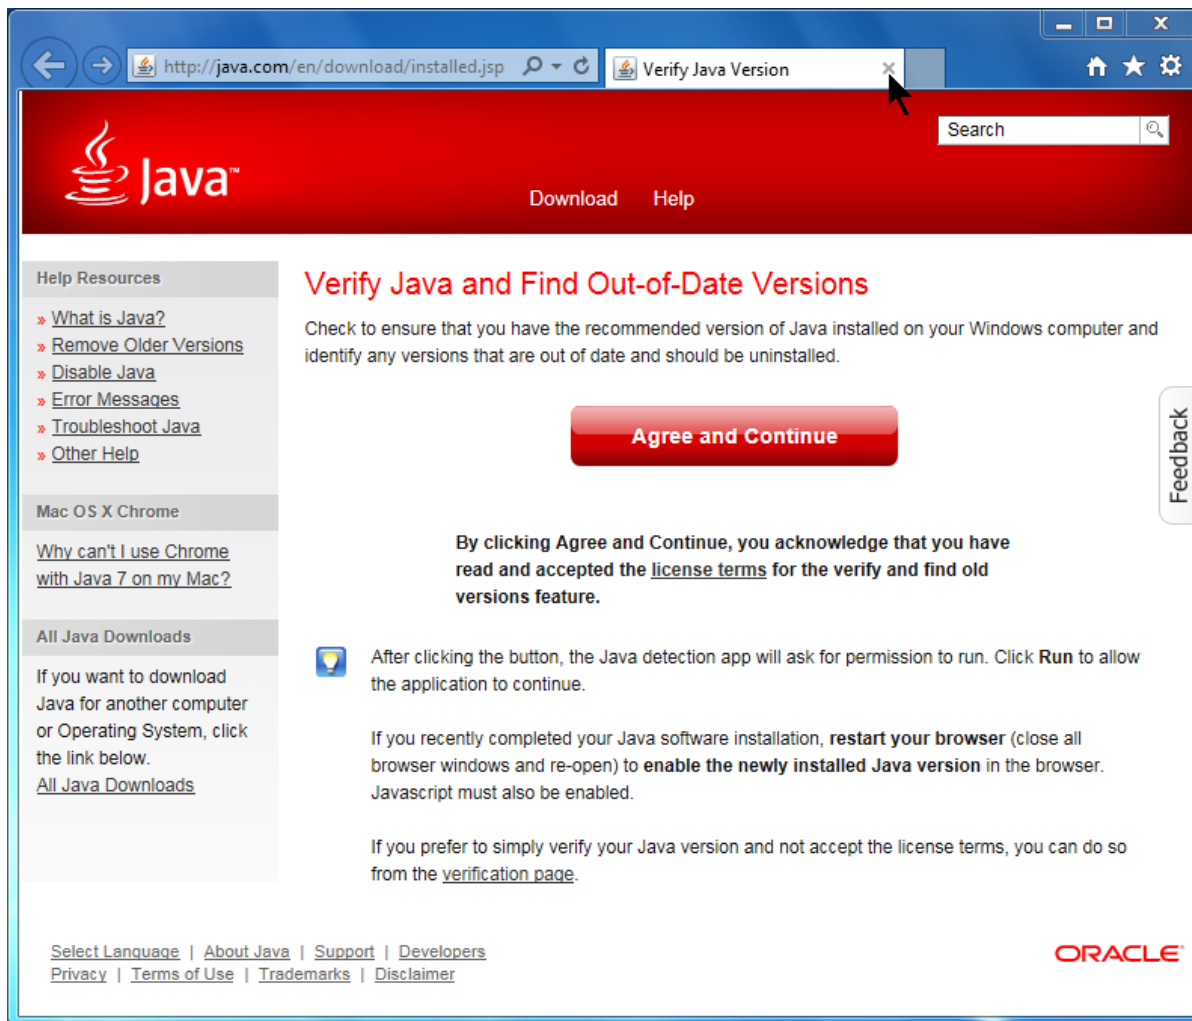 http://java.com/en/download/installed.jsp
Verify Java Version
Java™
Search
Download Help
Help Resources
» What is Java?
» Remove Older Versions
» Disable Java
» Error Messages
» Troubleshoot Java
» Other Help
Mac OS X Chrome
Why can't I use Chrome
with Java 7 on my Mac?
All Java Downloads
If you want to download
Java for another computer
or Operating System, click
the link below.
All Java Downloads
Verify Java and Find Out-of-Date Versions
Check to ensure that you have the recommended version of Java installed on your Windows computer and
identify any versions that are out of date and should be uninstalled.
Agree and Continue
By clicking Agree and Continue, you acknowledge that you have
read and accepted the license terms for the verify and find old
versions feature.
After clicking the button, the Java detection app will ask for permission to run. Click Run to allow
the application to continue.
If you recently completed your Java software installation, restart your browser (close all
browser windows and re-open) to enable the newly installed Java version in the browser.
Javascript must also be enabled.
If you prefer to simply verify your Java version and not accept the license terms, you can do so
from the verification page.
Feedback
Select Language | About Java | Support | Developers
Privacy | Terms of Use | Trademarks | Disclaimer
ORACLE